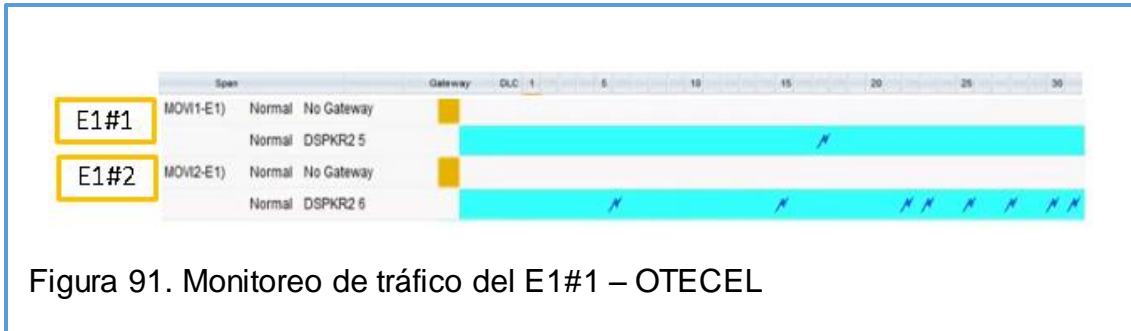 Span Gateway DLC 1 5 10 15 20 25 30
E1#1 MOVI1-E1) Normal No Gateway
Normal DSPKR2 5
E1#2 MOVI2-E1) Normal No Gateway
Normal DSPKR2 6
Figura 91. Monitoreo de tráfico del E1#1 – OTECEL